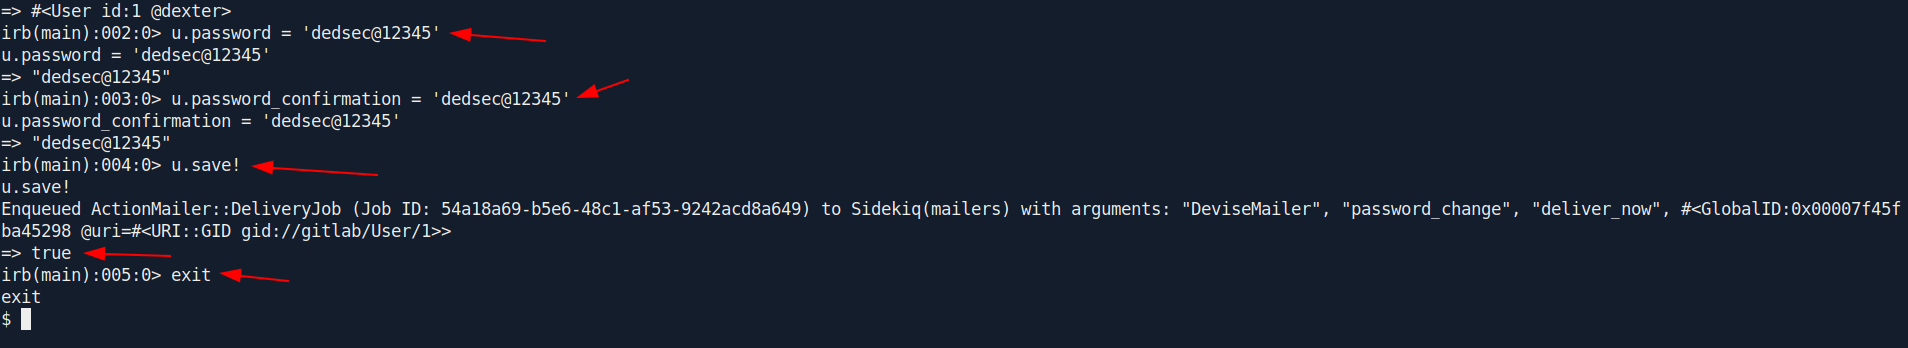 => #<User id:1 @dexter>
irb(main):002:0> u.password = 'dedsec@12345'
u.password = 'dedsec@12345'
=> "dedsec@12345"
irb(main):003:0> u.password_confirmation = 'dedsec@12345'
u.password_confirmation = 'dedsec@12345'
=> "dedsec@12345"
irb(main):004:0> u.save!
u.save!
Enqueued ActionMailer::DeliveryJob (Job ID: 54a18a69-b5e6-48c1-af53-9242acd8a649) to Sidekiq(mailers) with arguments: "DeviseMailer", "password_change", "deliver_now", #<GlobalID:0x00007f45f
ba45298 @uri=#<URI::GID gid://gitlab/User/1>>
=> true
irb(main):005:0> exit
exit
$